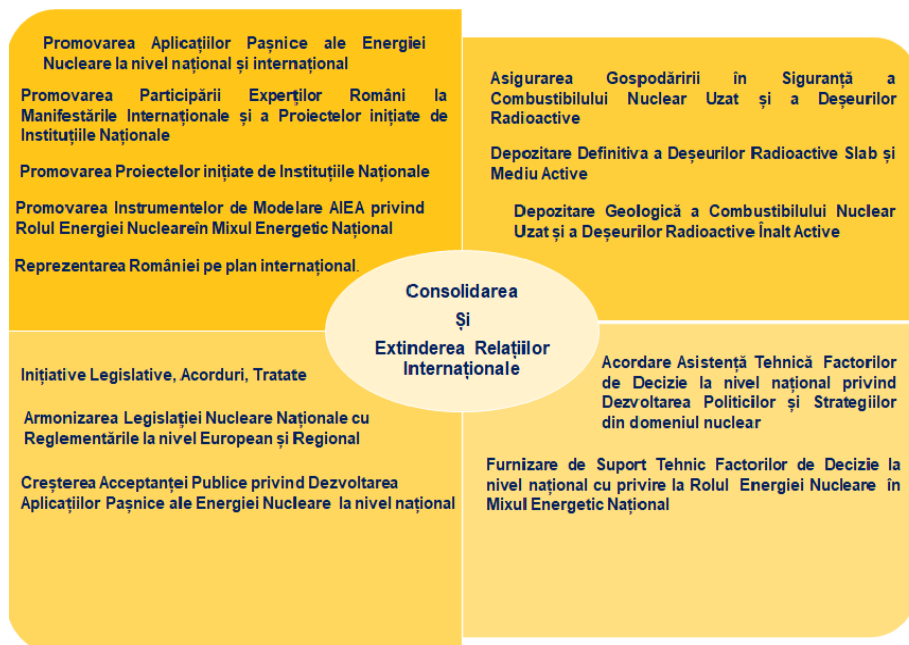 Promovarea Aplicațiilor Pașnice ale Energiei
Nucleare la nivel național și internațional
Promovarea Participării Experților Români la
Manifestările Internaționale și a Proiectelor inițiate de
Instituțiile Naționale
Promovarea Proiectelor inițiate de Instituțiile Naționale
Promovarea Instrumentelor de Modelare AIEA privind
Rolul Energiei Nucleareîn Mixul Energetic Național
Reprezentarea României pe plan internațional.
Asigurarea Gospodăririi în Siguranță a
Combustibilului Nuclear Uzat și a Deșeurilor
Radioactive
Depozitare Definitiva a Deșeurilor Radioactive Slab și
Mediu Active
Depozitare Geologică a Combustibilului Nuclear
Uzat și a Deșeurilor Radioactive Înalt Active
Consolidarea
Și
Extinderea Relațiilor
Internaționale
Inițiative Legislative, Acorduri, Tratate
Armonizarea Legislației Nucleare Naționale cu
Reglementările la nivel European și Regional
Creșterea Acceptanței Publice privind Dezvoltarea
Aplicațiilor Pașnice ale Energiei Nucleare la nivel național
Acordare Asistență Tehnică Factorilor
de Decizie la nivel național privind
Dezvoltarea Politicilor și Strategiilor
din domeniul nuclear
Furnizare de Suport Tehnic Factorilor de Decizie la
nivel național cu privire la Rolul Energiei Nucleare în
Mixul Energetic Național